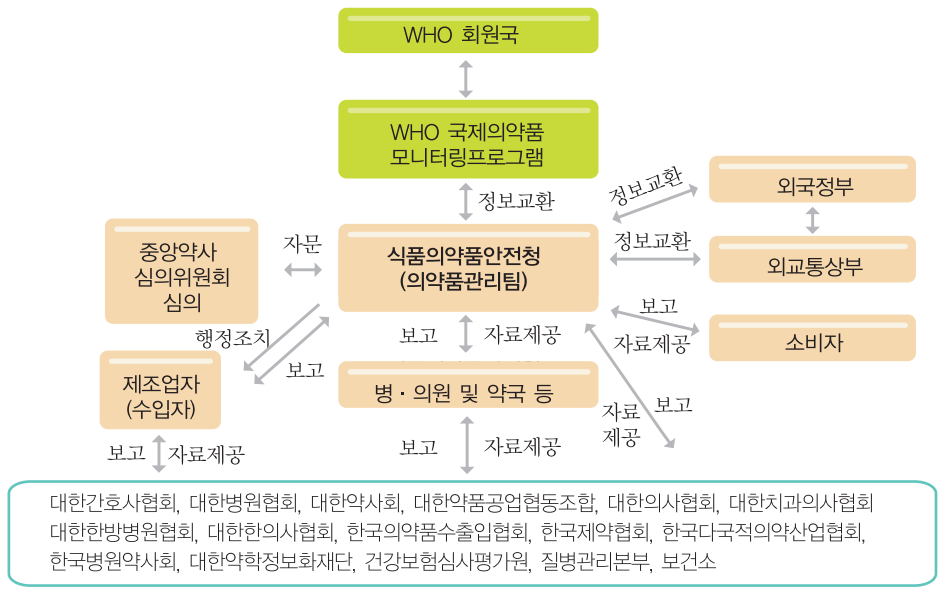 WHO 회원국
WHO 국제의약품
모니터링프로그램
정보교환
정보교환
외국정부
정보교환
외교통상부
중앙약사
심의위원회
심의
자문
식품의약품안전청
(의약품관리팀)
행정조치
보고
보고
자료제공
보고
자료제공
소비자
제조업자
(수입자)
병·의원 및 약국 등
자료
제공
보고
보고
자료제공
보고
자료제공
대한간호사협회, 대한병원협회, 대한약사회, 대한약품공업협동조합, 대한의사협회, 대한치과의사협회
대한한방병원협회, 대한한의사협회, 한국의약품수출입협회, 한국제약협회, 한국다국적의약산업협회,
한국병원약사회, 대한약학정보화재단, 건강보험심사평가원, 질병관리본부, 보건소